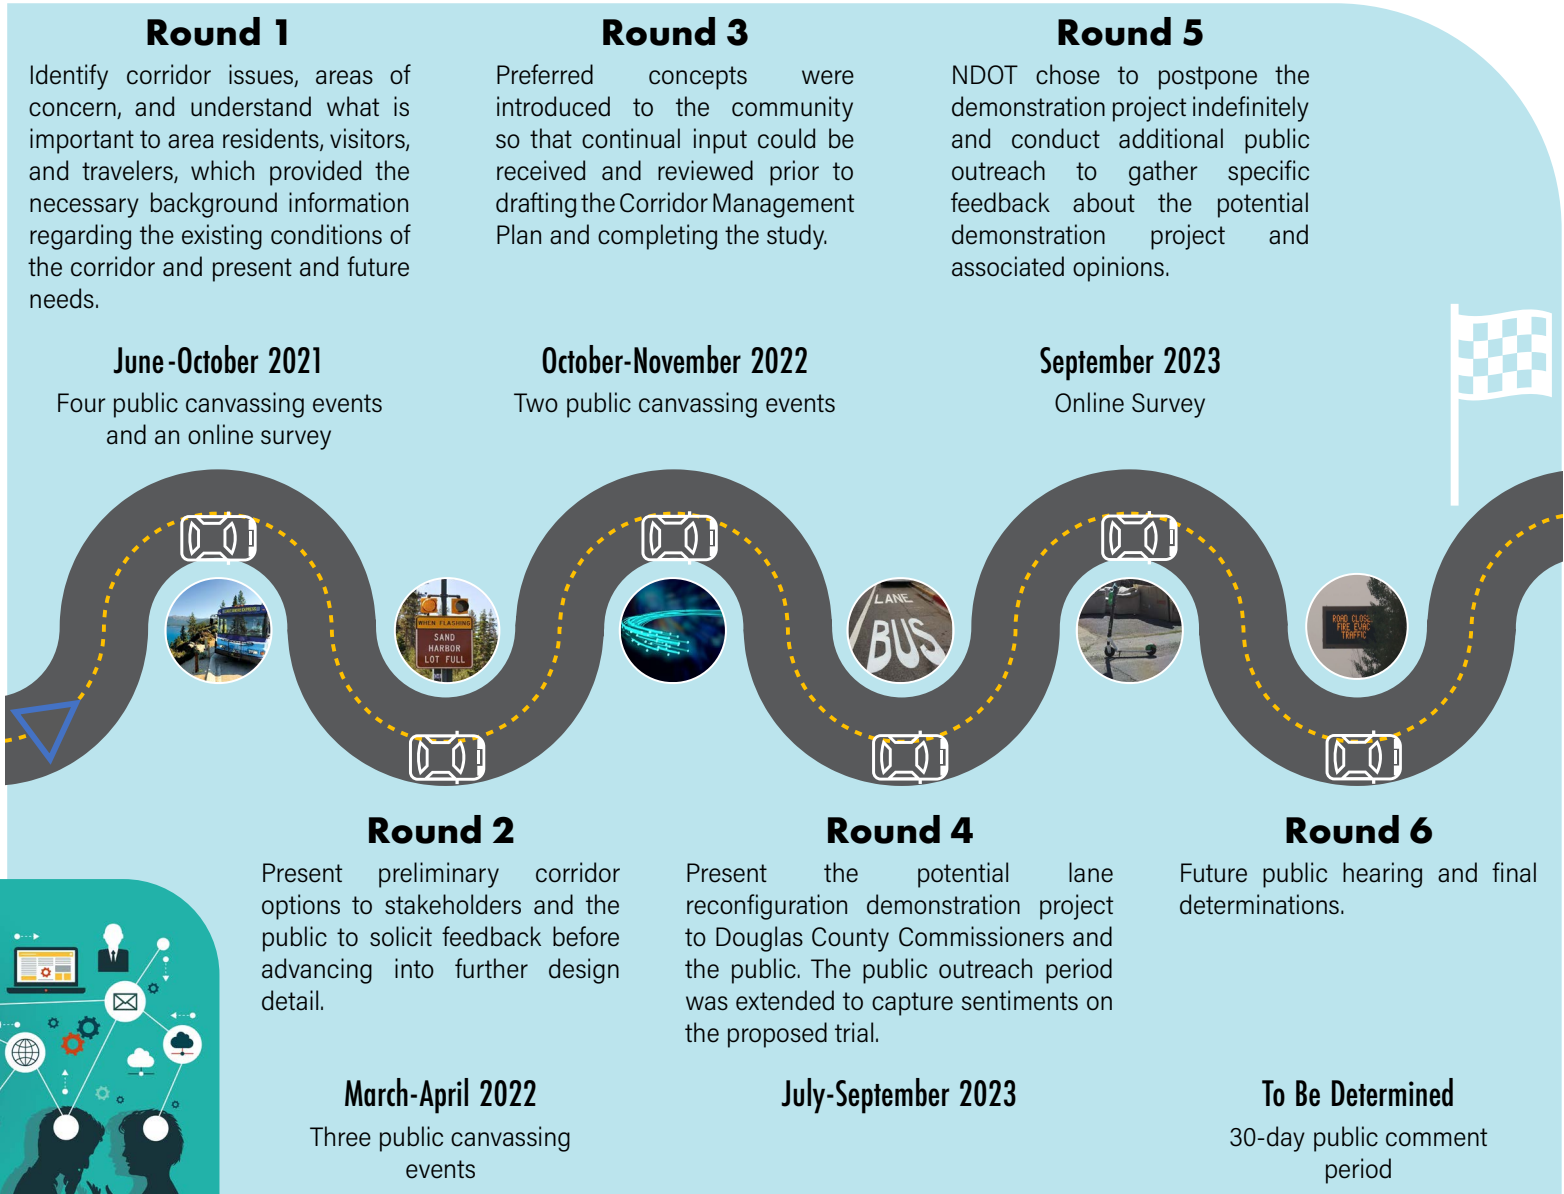 Round 1
Identify corridor issues, areas of
concern, and understand what is
important to area residents, visitors,
and travelers, which provided the
necessary background information
regarding the existing conditions of
the corridor and present and future
needs.
June-October 2021
Four public canvassing events
and an online survey
Round 3
Preferred concepts were
introduced to the community
so that continual input could be
received and reviewed prior to
drafting the Corridor Management
Plan and completing the study.
October-November 2022
Two public canvassing events
Round 5
NDOT chose to postpone the
demonstration project indefinitely
and conduct additional public
outreach to gather specific
feedback about the potential
demonstration project and
associated opinions.
September 2023
Online Survey
WHEN FLASHING
SAND
HARBOR
LOT FULL
LANE
BUS
ROAD CLOSE
FIRE EVAC
TRAFFIC
Round 2
Present preliminary corridor
options to stakeholders and the
public to solicit feedback before
advancing into further design
detail.
March-April 2022
Three public canvassing
events
Round 4
Present the potential lane
reconfiguration demonstration project
to Douglas County Commissioners and
the public. The public outreach period
was extended to capture sentiments on
the proposed trial.
July-September 2023
Round 6
Future public hearing and final
determinations.
To Be Determined
30-day public comment
period